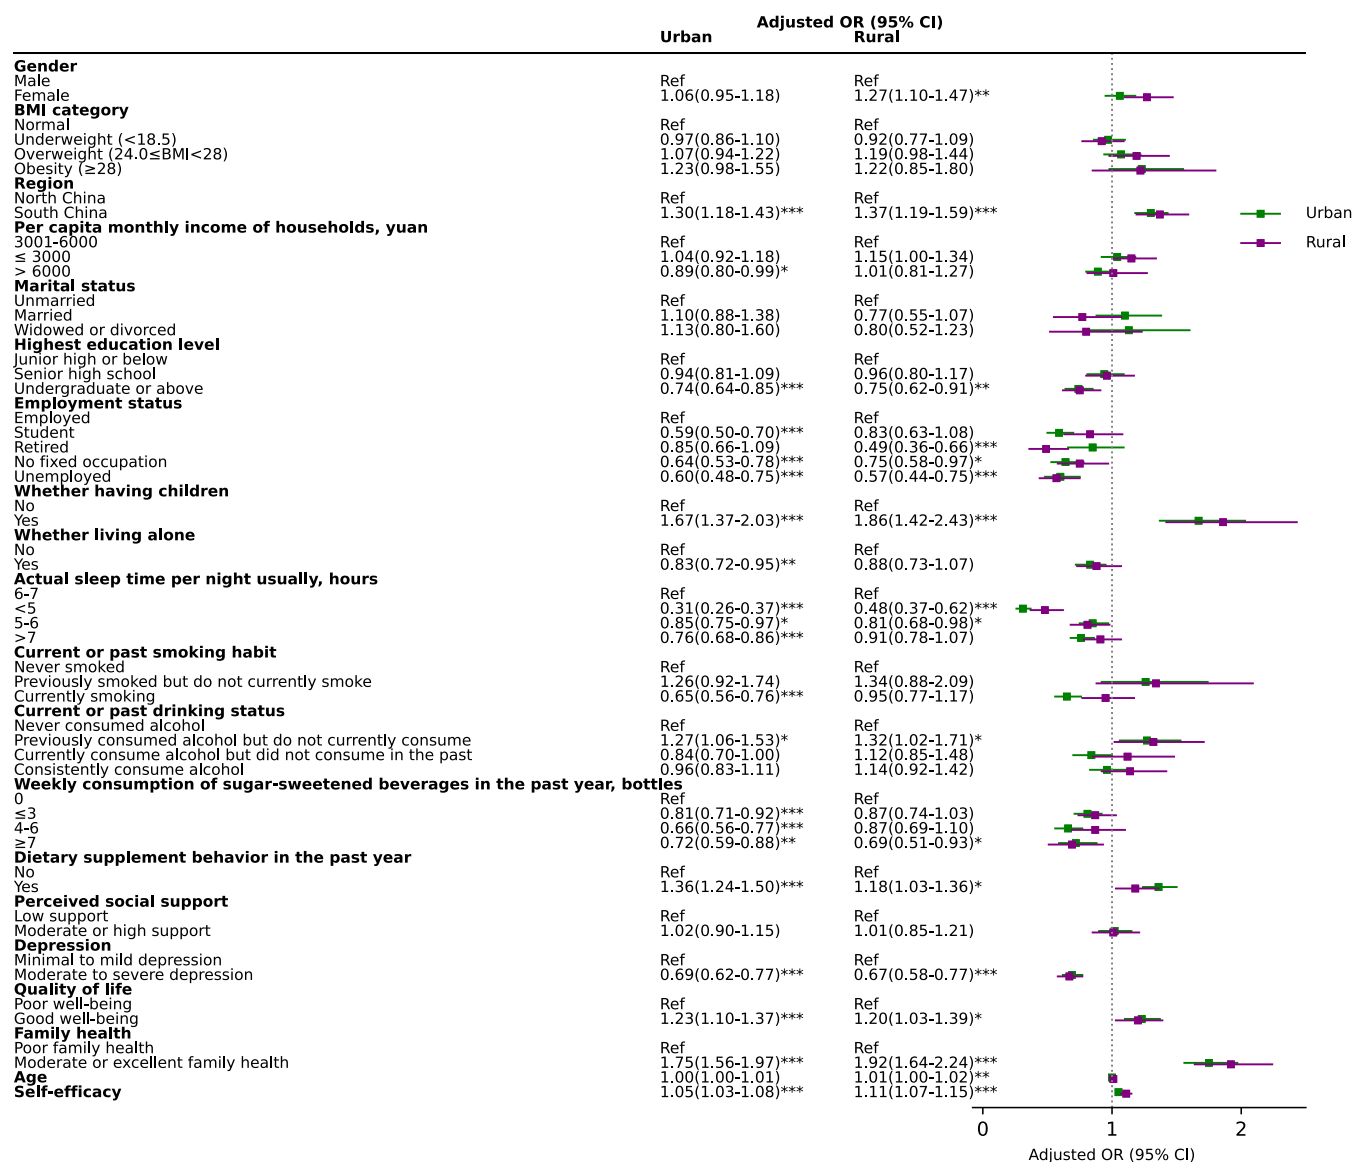 Adjusted OR (95% CI)
Urban Rural
Gender
Male Ref Ref
Female 1.06(0.95-1.18) 1.27(1.10-1.47)**
BMI category
Normal Ref Ref
Underweight (<18.5) 0.97(0.86-1.10) 0.92(0.77-1.09)
Overweight (24.0≤BMI<28) 1.07(0.94-1.22) 1.19(0.98-1.44)
Obesity (≥28) 1.23(0.98-1.55) 1.22(0.85-1.80)
Region
North China Ref Ref
South China 1.30(1.18-1.43)*** 1.37(1.19-1.59)*** Urban
Per capita monthly income of households, yuan
3001-6000 Ref Ref Rural
≤ 3000 1.04(0.92-1.18) 1.15(1.00-1.34)
> 6000 0.89(0.80-0.99)* 1.01(0.81-1.27)
Marital status
Unmarried Ref Ref
Married 1.10(0.88-1.38) 0.77(0.55-1.07)
Widowed or divorced 1.13(0.80-1.60) 0.80(0.52-1.23)
Highest education level
Junior high or below Ref Ref
Senior high school 0.94(0.81-1.09) 0.96(0.80-1.17)
Undergraduate or above 0.74(0.64-0.85)*** 0.75(0.62-0.91)**
Employment status
Employed Ref Ref
Student 0.59(0.50-0.70)*** 0.83(0.63-1.08)
Retired 0.85(0.66-1.09) 0.49(0.36-0.66)***
No fixed occupation 0.64(0.53-0.78)*** 0.75(0.58-0.97)*
Unemployed 0.60(0.48-0.75)*** 0.57(0.44-0.75)***
Whether having children
No Ref Ref
Yes 1.67(1.37-2.03)*** 1.86(1.42-2.43)***
Whether living alone
No Ref Ref
Yes 0.83(0.72-0.95)** 0.88(0.73-1.07)
Actual sleep time per night usually, hours
6-7 Ref Ref
<5 0.31(0.26-0.37)*** 0.48(0.37-0.62)***
5-6 0.85(0.75-0.97)* 0.81(0.68-0.98)*
>7 0.76(0.68-0.86)*** 0.91(0.78-1.07)
Current or past smoking habit
Never smoked Ref Ref
Previously smoked but do not currently smoke 1.26(0.92-1.74) 1.34(0.88-2.09)
Currently smoking 0.65(0.56-0.76)*** 0.95(0.77-1.17)
Current or past drinking status
Never consumed alcohol Ref Ref
Previously consumed alcohol but do not currently consume 1.27(1.06-1.53)* 1.32(1.02-1.71)*
Currently consume alcohol but did not consume in the past 0.84(0.70-1.00) 1.12(0.85-1.48)
Consistently consume alcohol 0.96(0.83-1.11) 1.14(0.92-1.42)
Weekly consumption of sugar-sweetened beverages in the past year, bottles
0 Ref Ref
≤3 0.81(0.71-0.92)*** 0.87(0.74-1.03)
4-6 0.66(0.56-0.77)*** 0.87(0.69-1.10)
≥7 0.72(0.59-0.88)** 0.69(0.51-0.93)*
Dietary supplement behavior in the past year
No Ref Ref
Yes 1.36(1.24-1.50)*** 1.18(1.03-1.36)*
Perceived social support
Low support Ref Ref
Moderate or high support 1.02(0.90-1.15) 1.01(0.85-1.21)
Depression
Minimal to mild depression Ref Ref
Moderate to severe depression 0.69(0.62-0.77)*** 0.67(0.58-0.77)***
Quality of life
Poor well-being Ref Ref
Good well-being 1.23(1.10-1.37)*** 1.20(1.03-1.39)*
Family health
Poor family health Ref Ref
Moderate or excellent family health 1.75(1.56-1.97)*** 1.92(1.64-2.24)***
Age 1.00(1.00-1.01) 1.01(1.00-1.02)**
Self-efficacy 1.05(1.03-1.08)*** 1.11(1.07-1.15)***
0 1 2
Adjusted OR (95% CI)